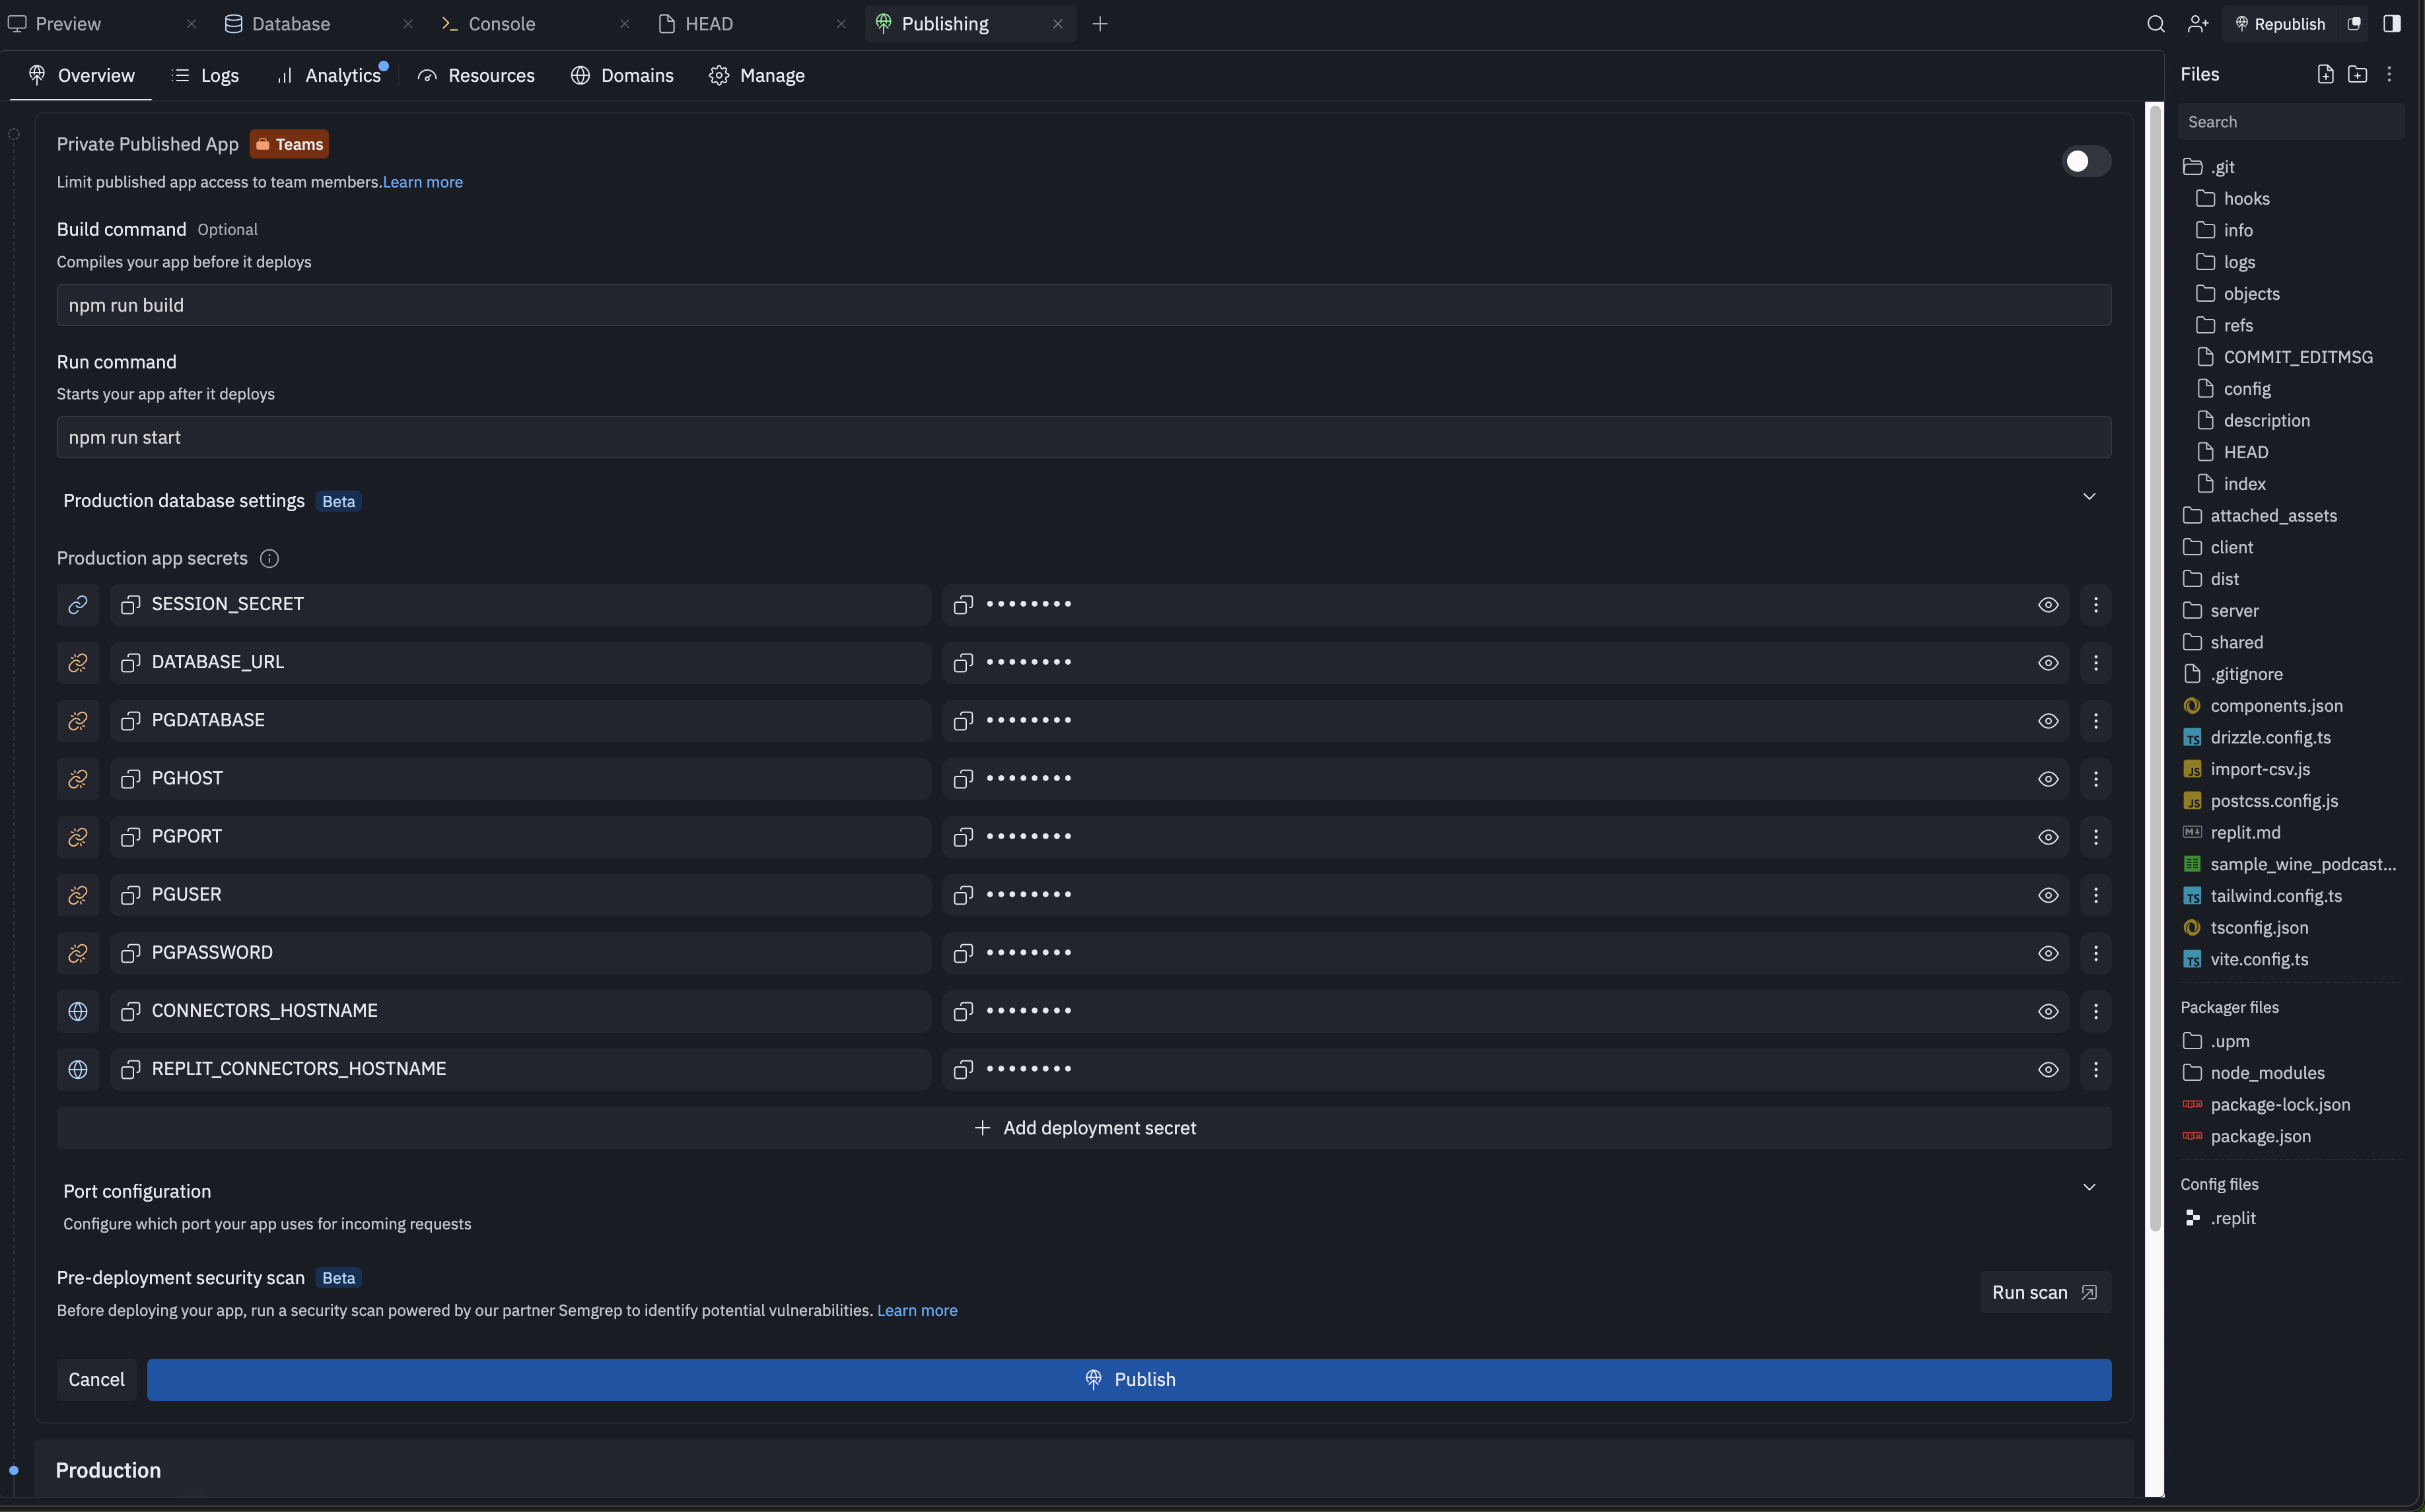 Preview
Database
Console
HEAD
Publishing
Republish
Overview
Logs
Analytics
Resources
Domains
Manage
Private Published App
Teams
Limit published app access to team members.Learn more
Build command Optional
Compiles your app before it deploys
npm run build
Run command
Starts your app after it deploys
npm run start
Production database settings Beta
Production app secrets
SESSION_SECRET
DATABASE_URL
PGDATABASE
PGHOST
PGPORT
PGUSER
PGPASSWORD
CONNECTORS_HOSTNAME
REPLIT_CONNECTORS_HOSTNAME
Add deployment secret
Port configuration
Configure which port your app uses for incoming requests
Pre-deployment security scan Beta
Before deploying your app, run a security scan powered by our partner Semgrep to identify potential vulnerabilities. Learn more
Run scan
Cancel
Publish
Production
Files
Search
.git
hooks
info
logs
objects
refs
COMMIT_EDITMSG
config
description
HEAD
index
attached_assets
client
dist
server
shared
.gitignore
components.json
TS drizzle.config.ts
JS import-csv.js
JS postcss.config.js
M↓ replit.md
sample_wine_podcast...
TS tailwind.config.ts
tsconfig.json
TS vite.config.ts
Packager files
.upm
node_modules
npm package-lock.json
npm package.json
Config files
.replit